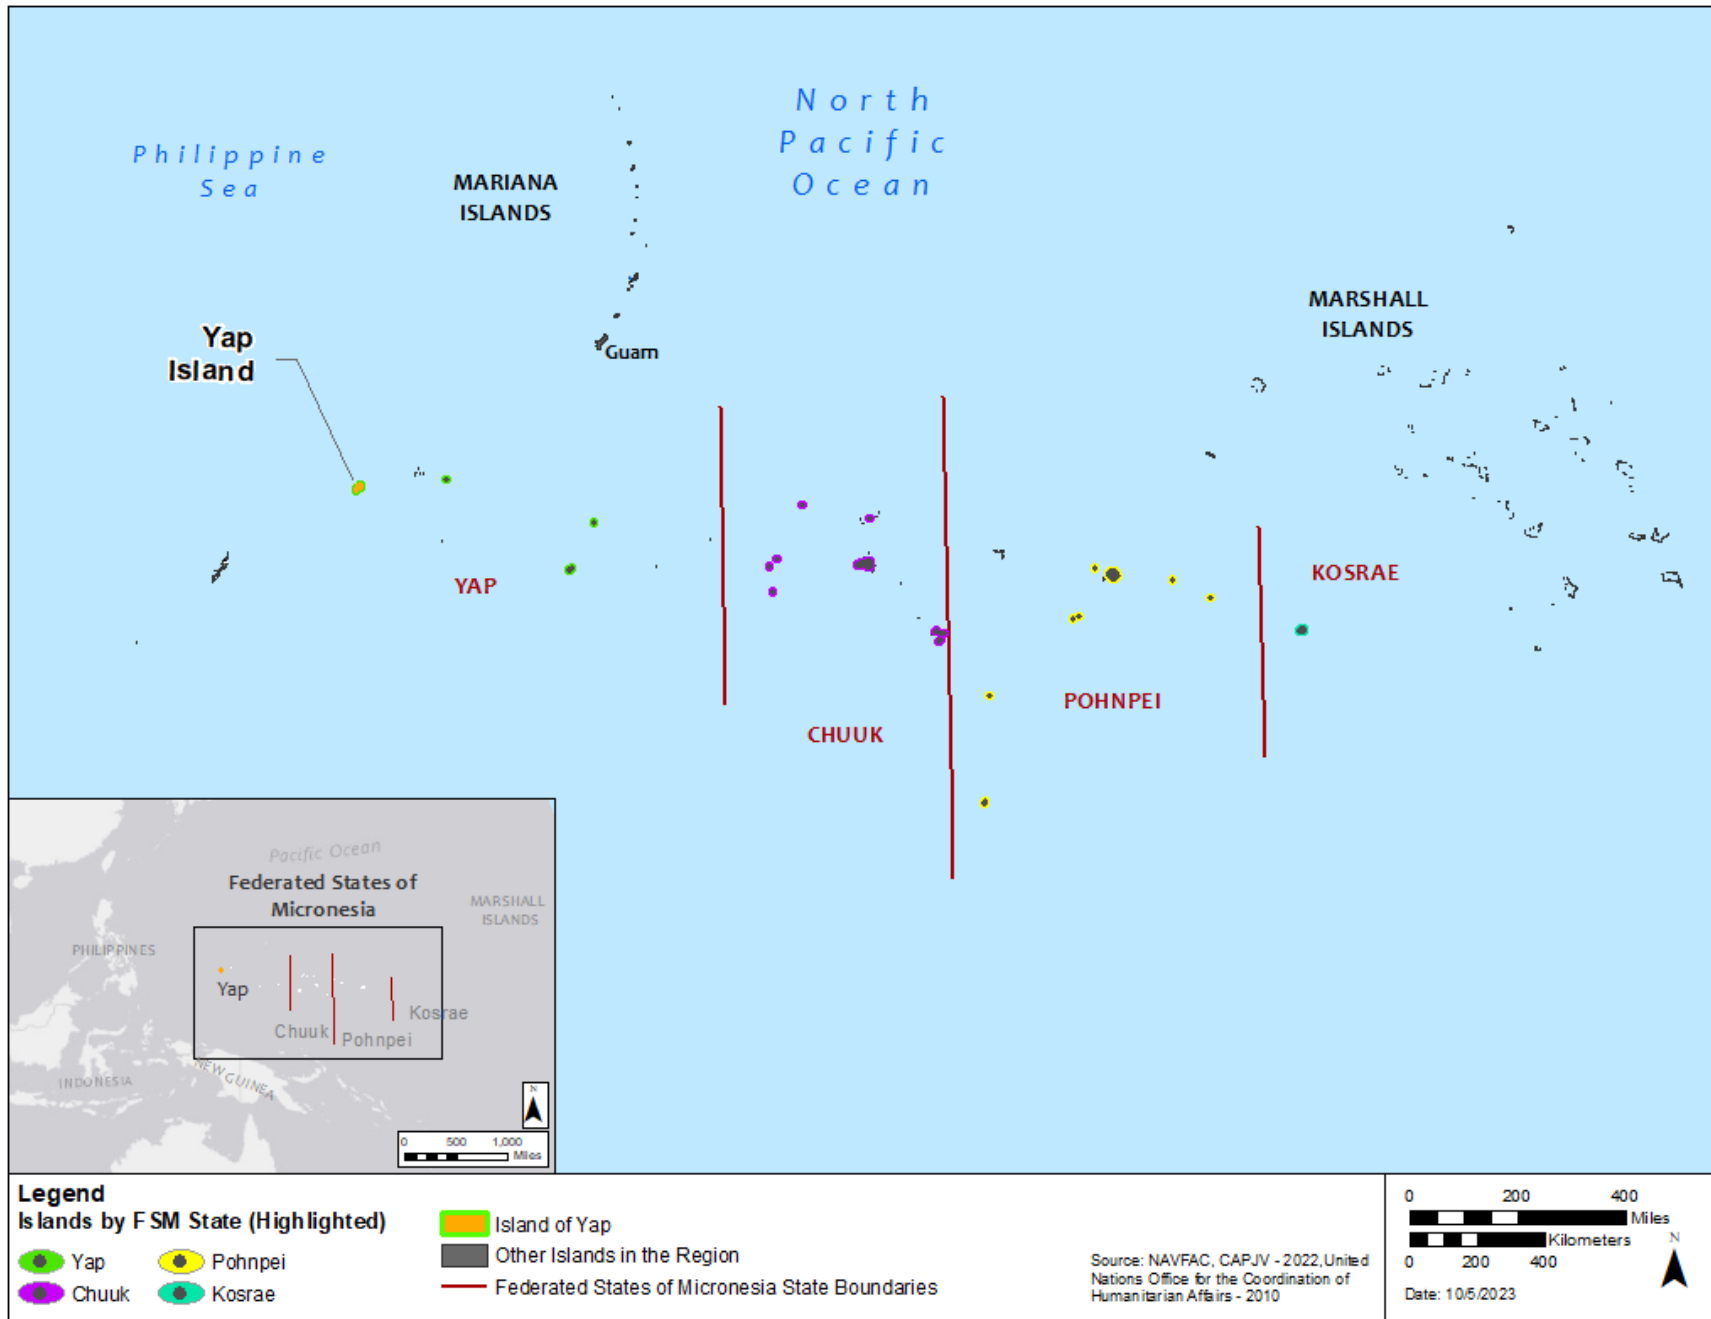 North
Pacific
Ocean
Philippine
Sea
MARIANA
ISLANDS
MARSHALL
ISLANDS
Yap
Island
Guam
YAP
KOSRAE
POHNPEI
CHUUK
Pacific Ocean
Federated States of
Micronesia
MARSHALL
ISLANDS
PHILIPPINES
Yap
Chuuk
Pohnpei
Kosrae
NEW GUINEA
INDONESIA
N
0 500 1,000
Miles
Legend
Islands by FSM State (Highlighted)
Yap
Pohnpei
Chuuk
Kosrae
Island of Yap
Other Islands in the Region
Federated States of Micronesia State Boundaries
Source: NAVFAC, CAPJV - 2022,United
Nations Office for the Coordination of
Humanitarian Affairs - 2010
0 200 400
Miles
Kilometers
0 200 400
N
Date: 10/5/2023